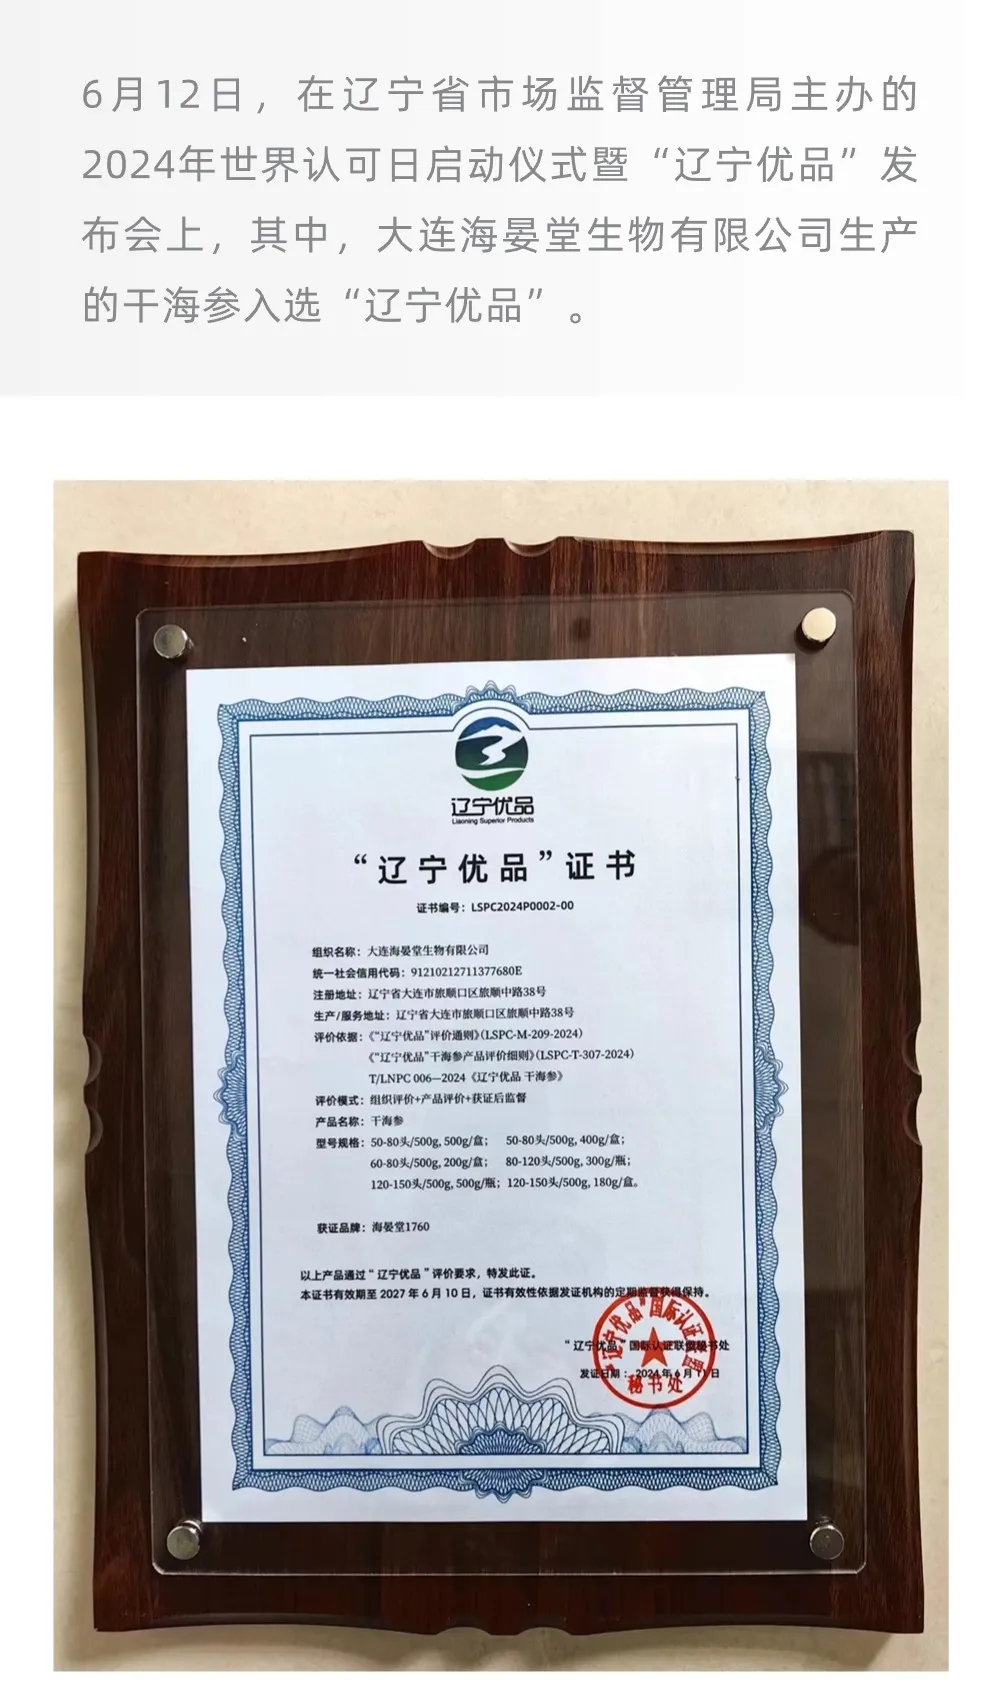 6月12日，在辽宁省市场监督管理局主办的
2024年世界认可日启动仪式暨“辽宁优品”发
布会上，其中，大连海晏堂生物有限公司生产
的干海参入选“辽宁优品”。
辽宁优品
Liaoning Superior Products
“辽宁优品”证书
证书编号：LSPC2024P0002-00
组织名称：大连海晏堂生物有限公司
统一社会信用代码：91210212711377680E
注册地址：辽宁省大连市旅顺口区旅顺中路38号
生产/服务地址：辽宁省大连市旅顺口区旅顺中路38号
评价依据：《“辽宁优品”评价通则》（LSPC-M-209-2024）
《“辽宁优品”干海参产品评价细则》（LSPC-T-307-2024）
T/LNPC 006—2024《辽宁优品 干海参》
评价模式：组织评价+产品评价+获证后监督
产品名称：干海参
型号规格：50-80头/500g, 500g/盒； 50-80头/500g, 400g/盒；
60-80头/500g, 200g/盒； 80-120头/500g, 300g/瓶；
120-150头/500g, 500g/瓶；120-150头/500g, 180g/盒。
获证品牌：海晏堂1760
以上产品通过“辽宁优品”评价要求，特发此证。
本证书有效期至 2027 年 6 月 10 日，证书有效性依据发证机构的定期监督获得保持。
“辽宁优品”国际认证联盟秘书处
发证日期：2024 年 6 月 11 日
“辽宁优品”国际认证联盟
秘书处